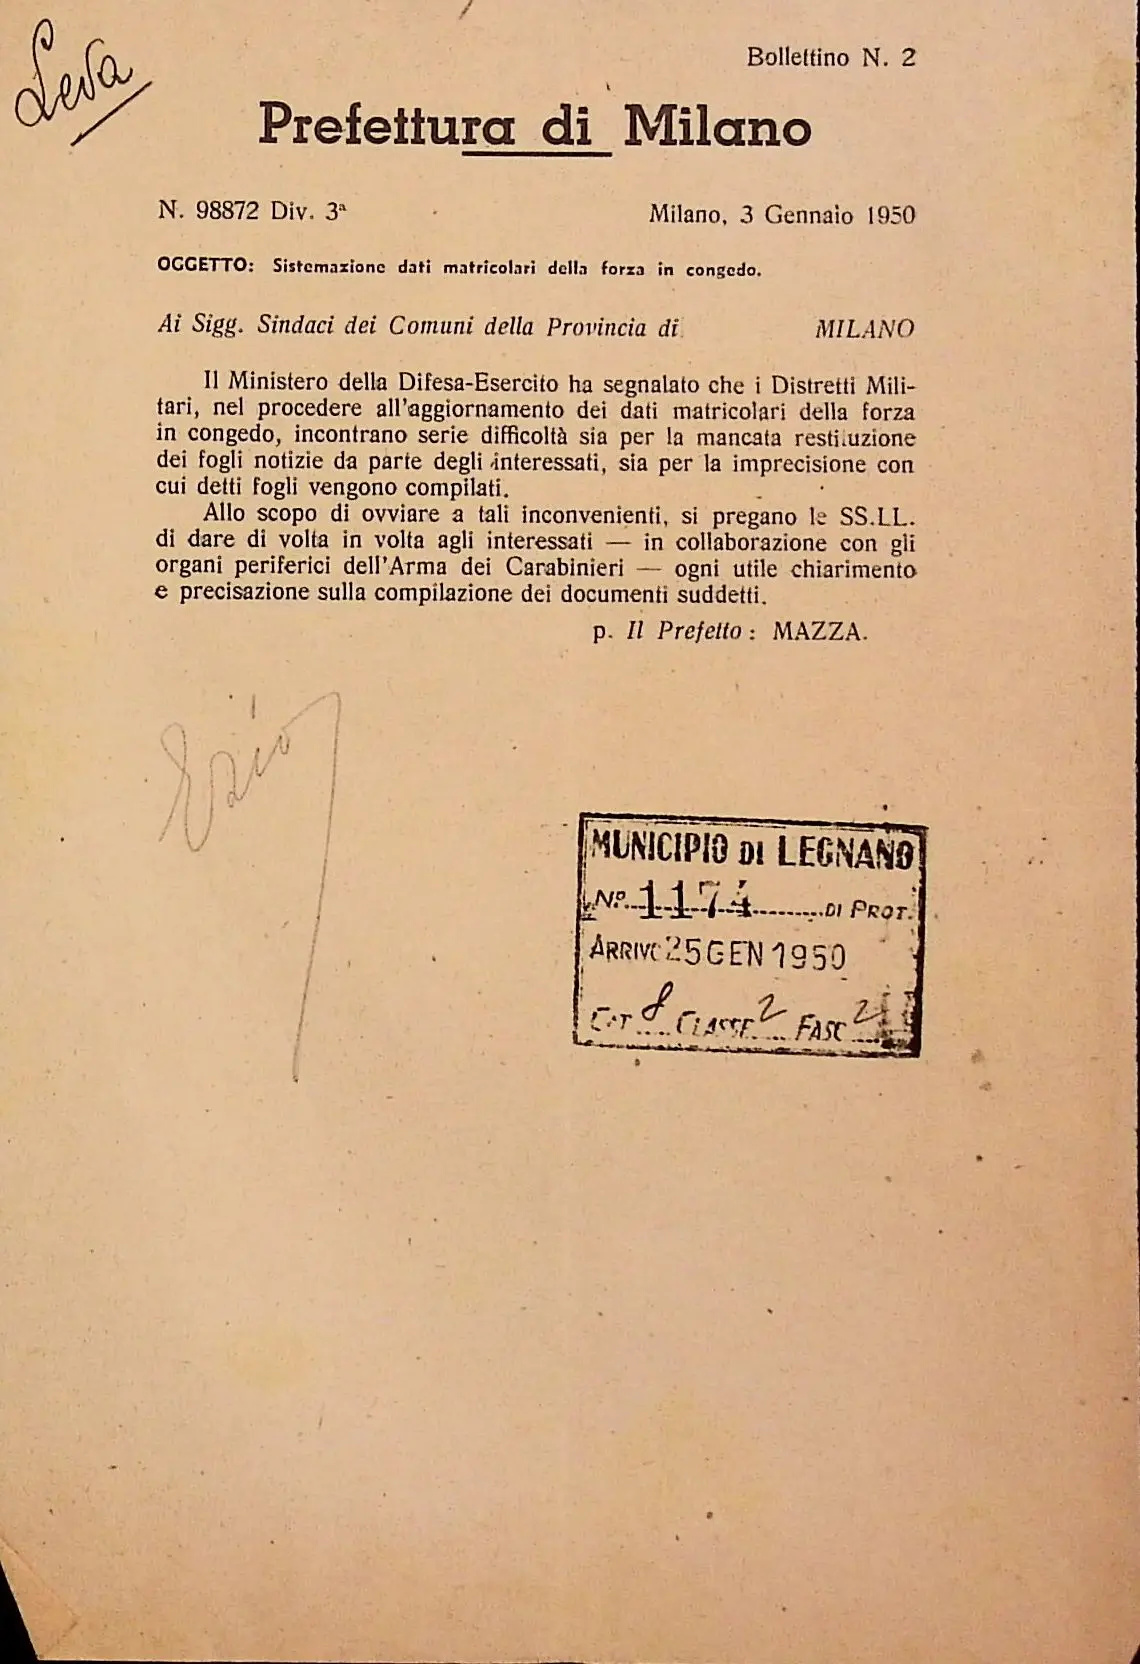 Leva
Bollettino N. 2
Prefettura di Milano
N. 98872 Div. 3ª
Milano, 3 Gennaio 1950
OGGETTO: Sistemazione dati matricolari della forza in congedo.
Ai Sigg. Sindaci dei Comuni della Provincia di MILANO
Il Ministero della Difesa-Esercito ha segnalato che i Distretti Mili-
tari, nel procedere all'aggiornamento dei dati matricolari della forza
in congedo, incontrano serie difficoltà sia per la mancata restituzione
dei fogli notizie da parte degli interessati, sia per la imprecisione con
cui detti fogli vengono compilati.
Allo scopo di ovviare a tali inconvenienti, si pregano le SS.LL.
di dare di volta in volta agli interessati — in collaborazione con gli
organi periferici dell'Arma dei Carabinieri — ogni utile chiarimento
e precisazione sulla compilazione dei documenti suddetti.
p. Il Prefetto : MAZZA.
Ezio
MUNICIPIO DI LEGNANO
Nº. 1174 DI PROT.
ARRIVO 25 GEN 1950
CAT 8 CLASSE 2 FASC 2